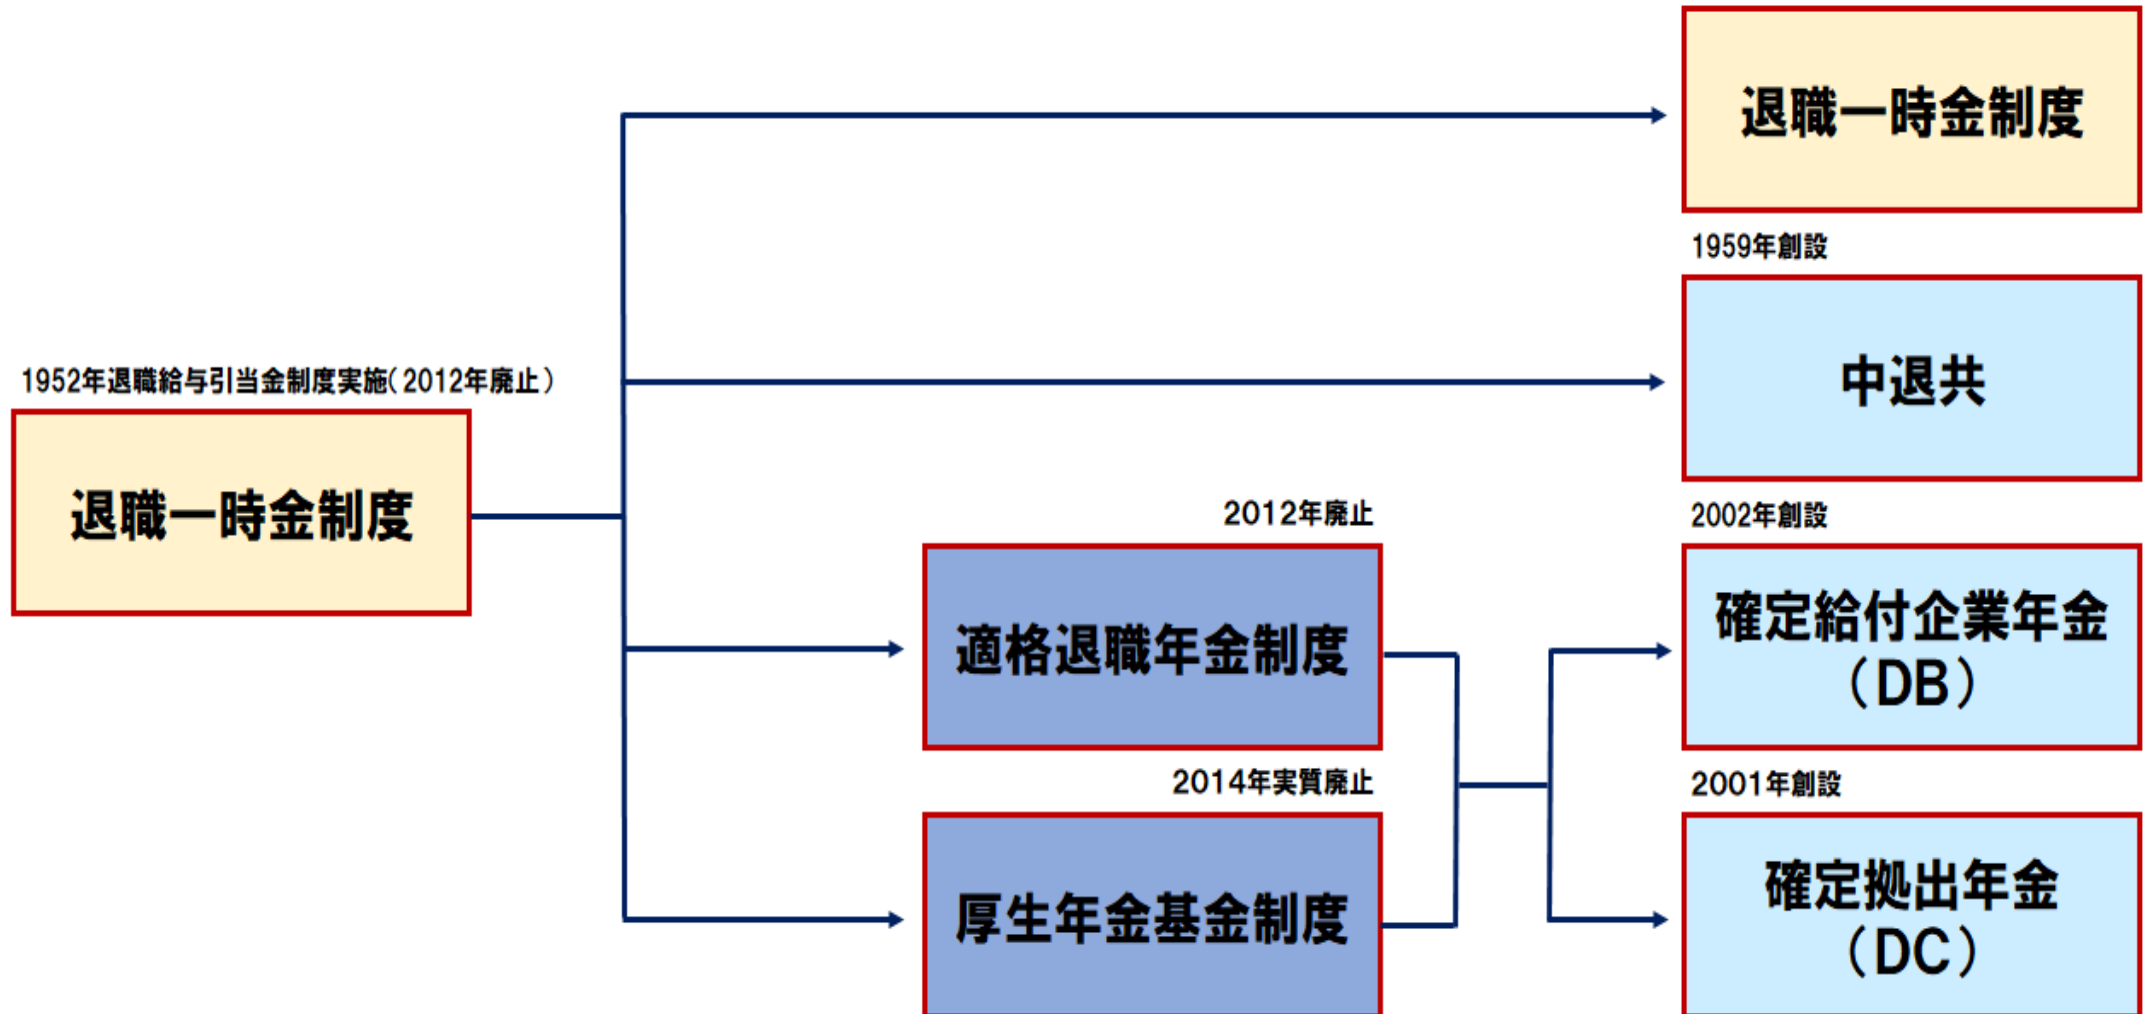 退職一時金制度
1959年創設
中退共
1952年退職給与引当金制度実施(2012年廃止)
退職一時金制度
2012年廃止
適格退職年金制度
2014年実質廃止
厚生年金基金制度
2002年創設
確定給付企業年金
(DB)
2001年創設
確定拠出年金
(DC)